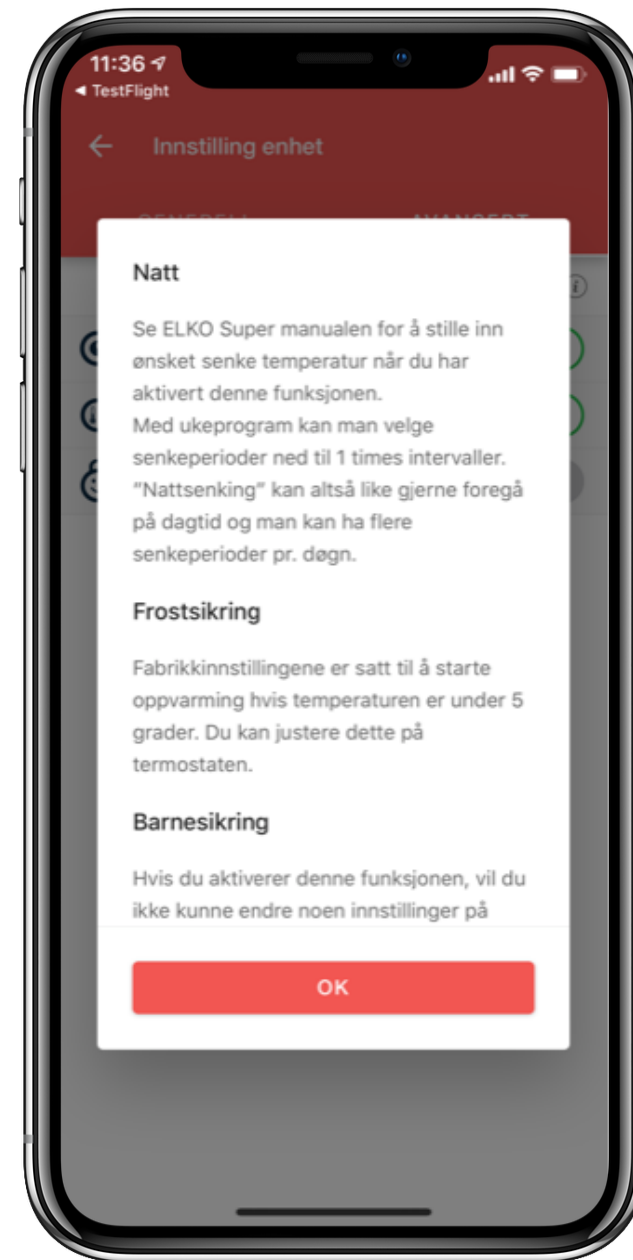 11:36
◀ TestFlight
Innstilling enhet
Natt
Se ELKO Super manualen for å stille inn
ønsket senke temperatur når du har
aktivert denne funksjonen.
Med ukeprogram kan man velge
senkeperioder ned til 1 times intervaller.
"Nattsenking" kan altså like gjerne foregå
på dagtid og man kan ha flere
senkeperioder pr. døgn.
Frostsikring
Fabrikkinnstillingene er satt til å starte
oppvarming hvis temperaturen er under 5
grader. Du kan justere dette på
termostaten.
Barnesikring
Hvis du aktiverer denne funksjonen, vil du
ikke kunne endre noen innstillinger på
OK